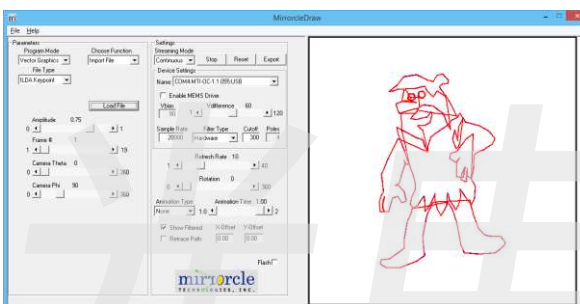 MirrorcleDraw
File Help
Parameters
Program Mode Choose Function
Vector Graphics Import File
File Type
ILDA Keypoint
Load File
Amplitude 0.75
0 1
Frame # 1
1 19
Camera Theta 0
0 360
Camera Phi 90
0 360
Settings
Streaming Mode
Continuous Stop Reset Export
Device Settings
Name
Enable MEMS Driver
Vbias Vdifference 60
90 1 120
Sample Rate Filter Type Cutoff Poles
20000 Hardware 300
Refresh Rate 10
1 40
Rotation 0
0 360
Animation Type Animation Time 1.00
None 1.0 2
Show Filtered X-Offset Y-Offset
Retrace Path 0.00 0.00
Flash
mirrorcle
TECHNOLOGIES, INC.